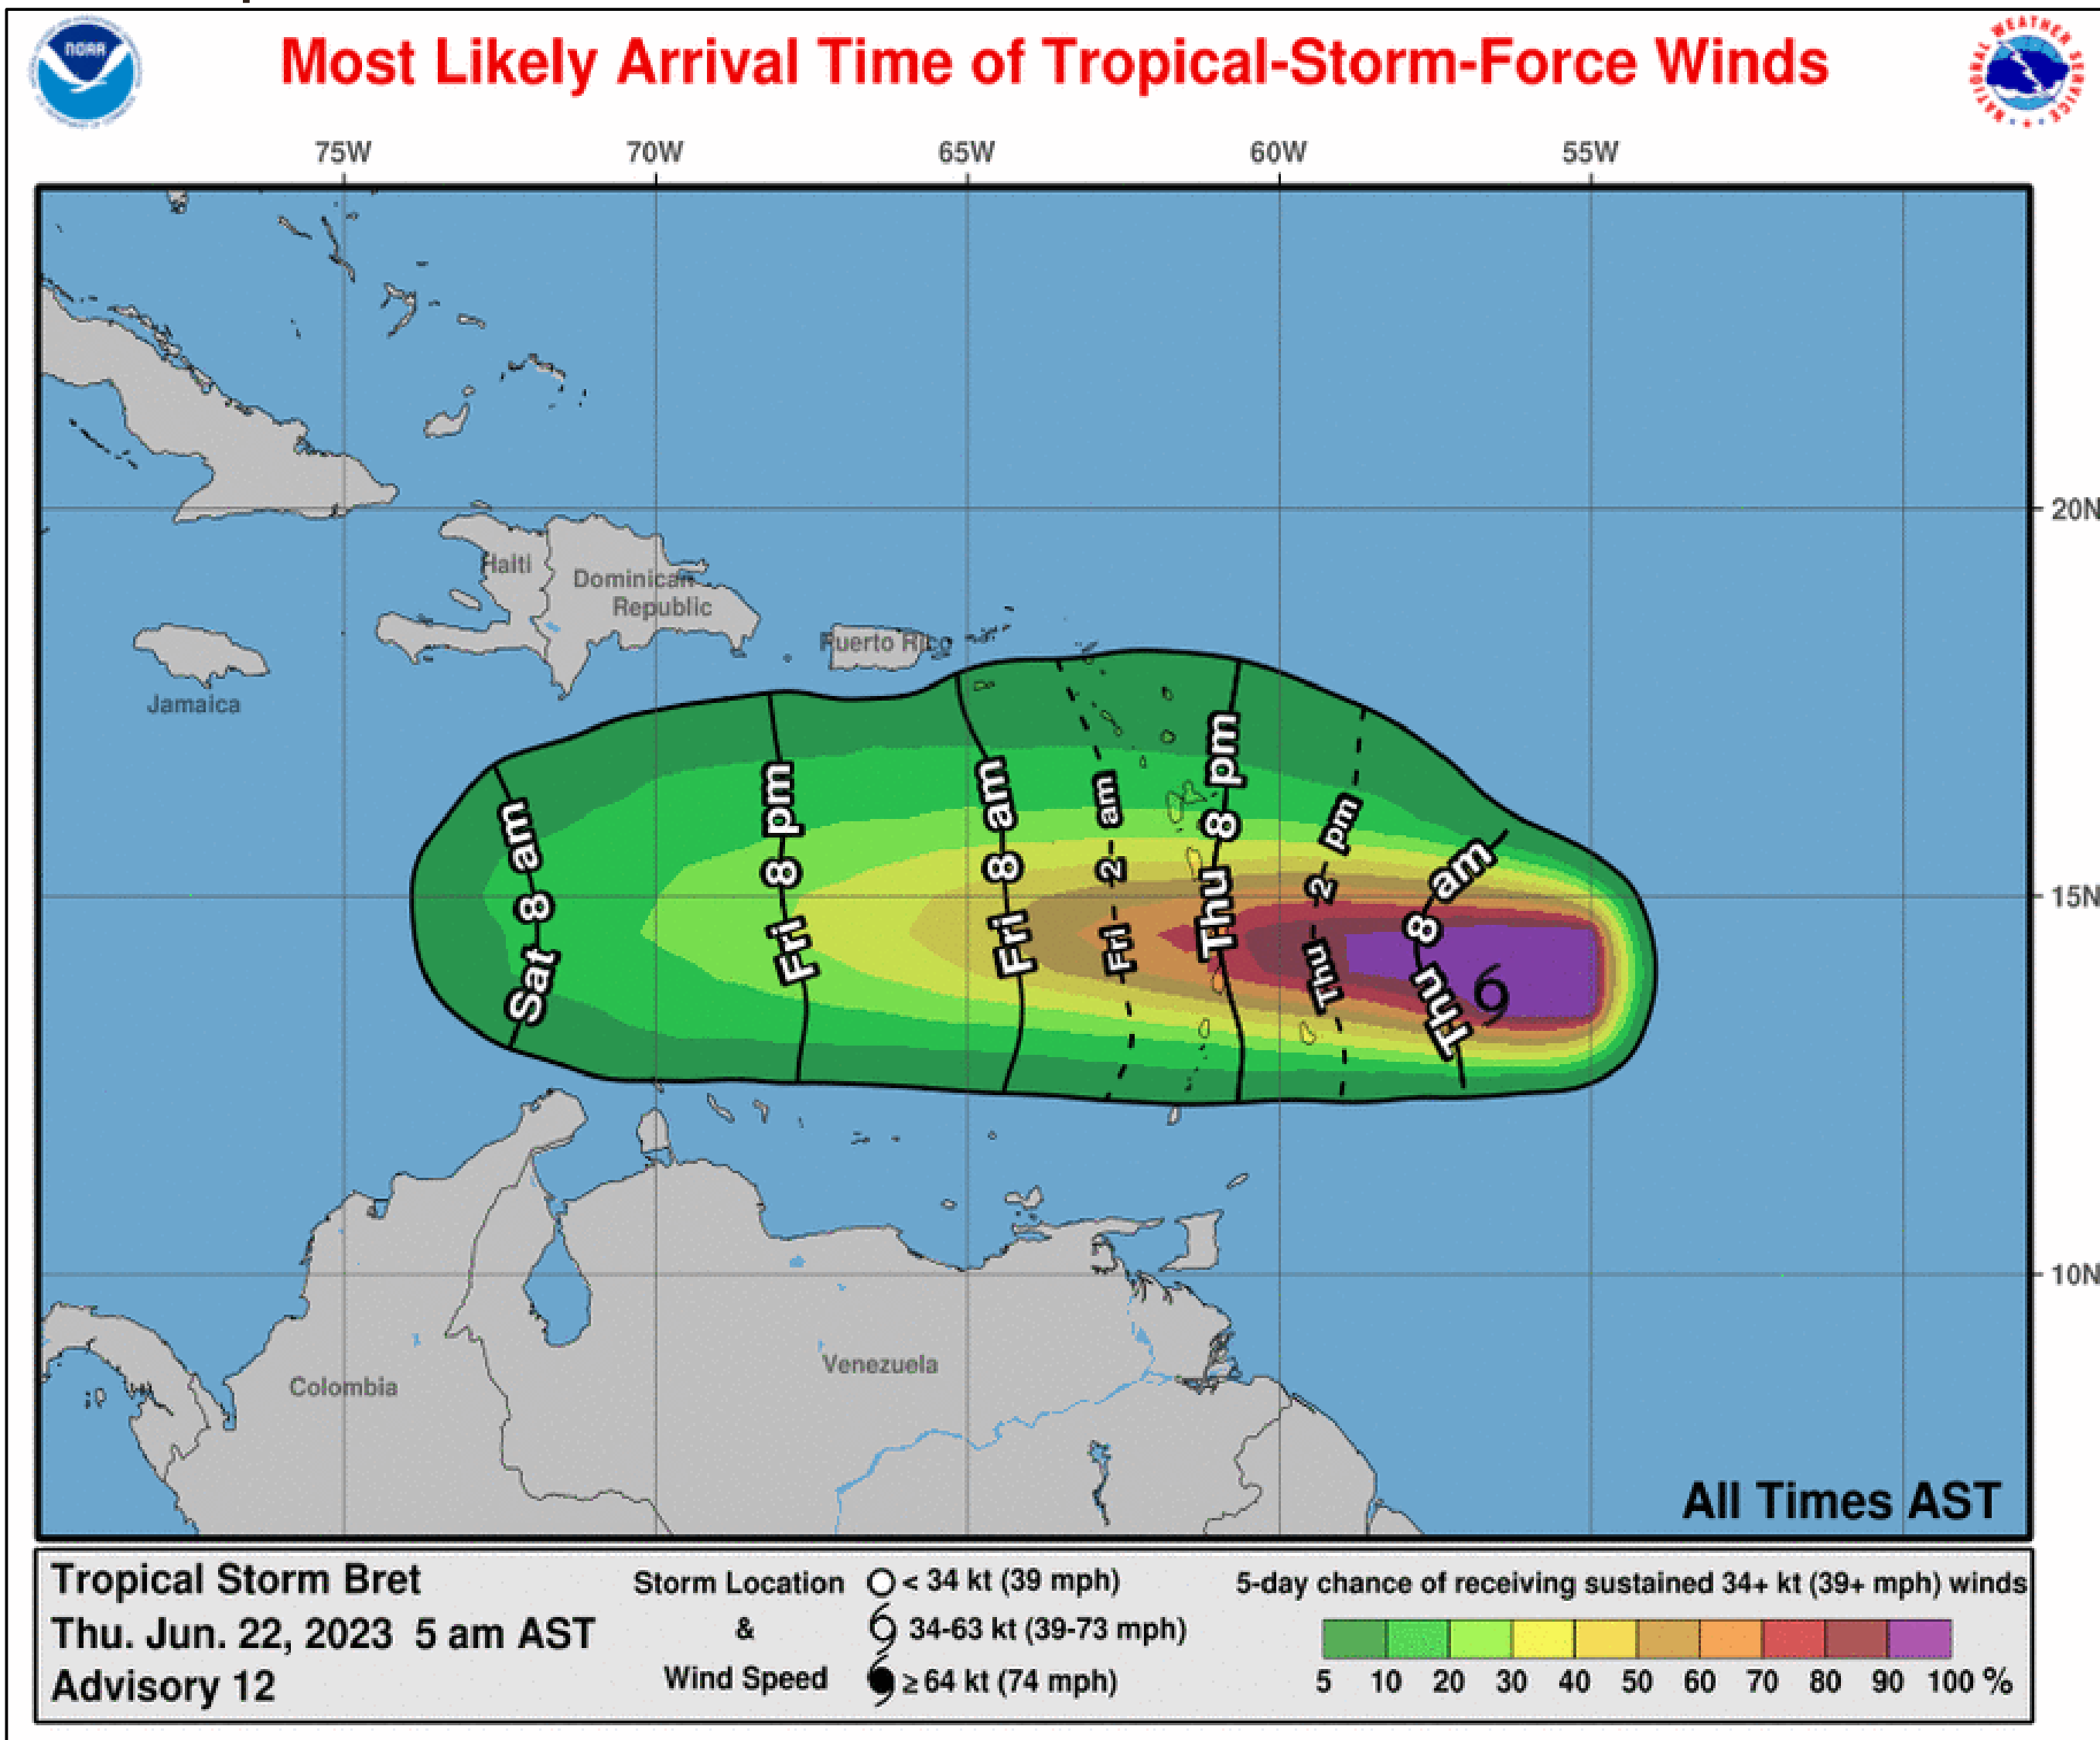 NOAA
Most Likely Arrival Time of Tropical-Storm-Force Winds
NATIONAL WEATHER SERVICE
75W 70W 65W 60W 55W
20N
15N
10N
Haiti
Dominican
Republic
Puerto Rico
Jamaica
Sat 8 am
Fri 8 pm
Fri 8 am
Fri 2 am
Thu 8 pm
Thu 2 pm
Thu 8 am
Venezuela
Colombia
All Times AST
Tropical Storm Bret
Thu. Jun. 22, 2023 5 am AST
Advisory 12
Storm Location
&
Wind Speed
< 34 kt (39 mph)
34-63 kt (39-73 mph)
≥ 64 kt (74 mph)
5-day chance of receiving sustained 34+ kt (39+ mph) winds
5 10 20 30 40 50 60 70 80 90 100 %